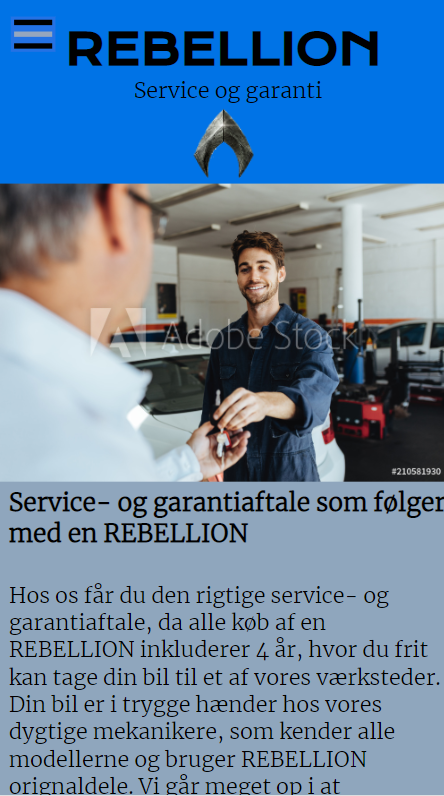 REBELLION
Service og garanti
Adobe Stock
#210581930
Service- og garantiaftale som følger
med en REBELLION
Hos os får du den rigtige service- og
garantiaftale, da alle køb af en
REBELLION inkluderer 4 år, hvor du frit
kan tage din bil til et af vores værksteder.
Din bil er i trygge hænder hos vores
dygtige mekanikere, som kender alle
modellerne og bruger REBELLION
orignaldele. Vi går meget op i at